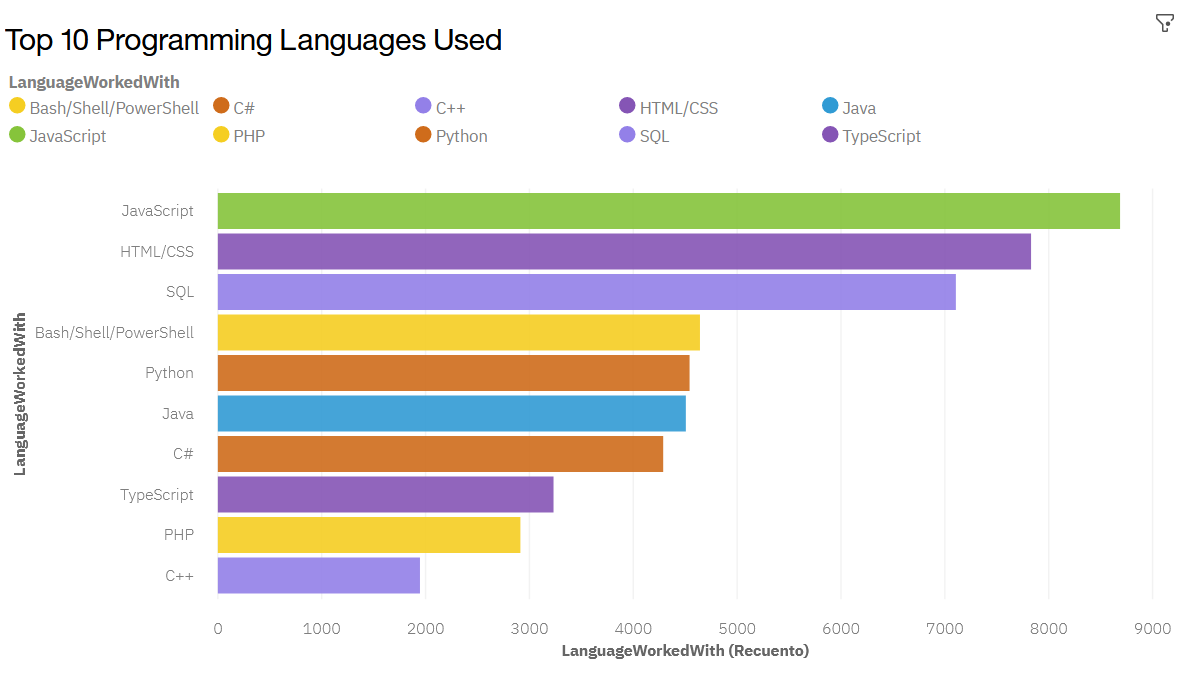 Top 10 Programming Languages Used
LanguageWorkedWith
Bash/Shell/PowerShell C# C++ HTML/CSS Java
JavaScript PHP Python SQL TypeScript
LanguageWorkedWith
JavaScript
HTML/CSS
SQL
Bash/Shell/PowerShell
Python
Java
C#
TypeScript
PHP
C++
0 1000 2000 3000 4000 5000 6000 7000 8000 9000
LanguageWorkedWith (Recuento)